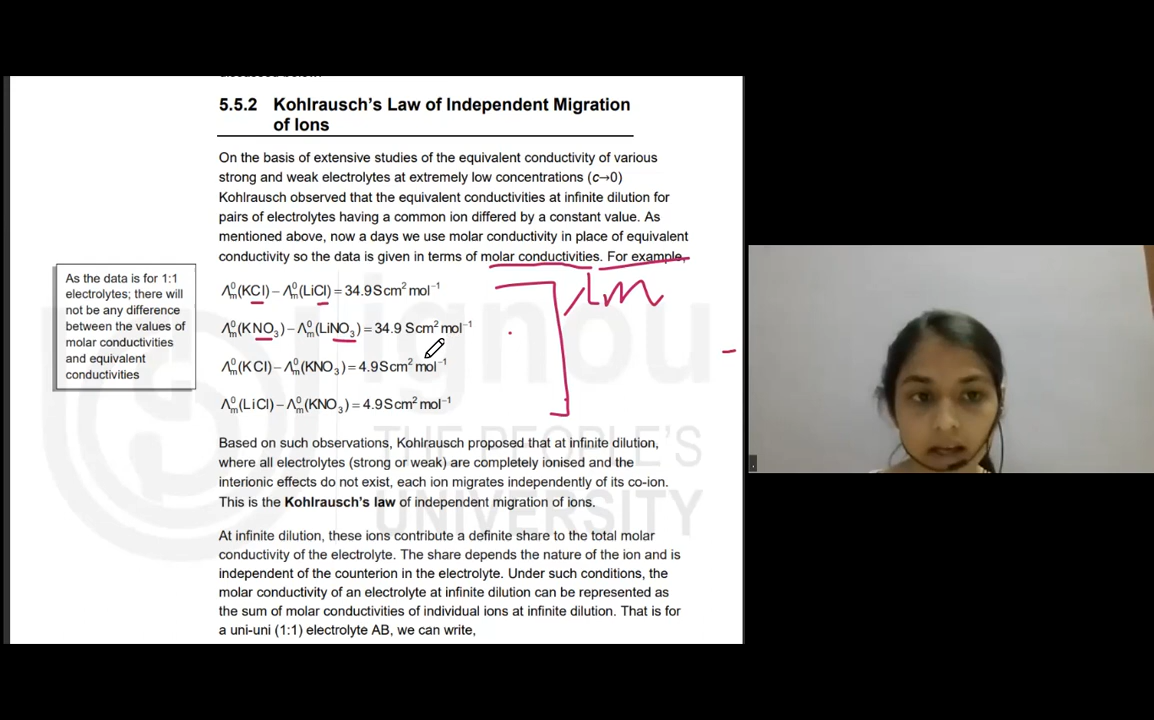 5.5.2 Kohlrausch's Law of Independent Migration
of Ions
On the basis of extensive studies of the equivalent conductivity of various
strong and weak electrolytes at extremely low concentrations (c→0)
Kohlrausch observed that the equivalent conductivities at infinite dilution for
pairs of electrolytes having a common ion differed by a constant value. As
mentioned above, now a days we use molar conductivity in place of equivalent
conductivity so the data is given in terms of molar conductivities. For example,
As the data is for 1:1
electrolytes; there will
not be any difference
between the values of
molar conductivities
and equivalent
conductivities
Λ⁰ₘ(KCl) – Λ⁰ₘ(LiCl) = 34.9 S cm² mol⁻¹
Λ⁰ₘ(KNO₃) – Λ⁰ₘ(LiNO₃) = 34.9 S cm² mol⁻¹
Λ⁰ₘ(KCl) – Λ⁰ₘ(KNO₃) = 4.9 S cm² mol⁻¹
Λ⁰ₘ(LiCl) – Λ⁰ₘ(KNO₃) = 4.9 S cm² mol⁻¹
ignou
THE PEOPLE'S
UNIVERSITY
Based on such observations, Kohlrausch proposed that at infinite dilution,
where all electrolytes (strong or weak) are completely ionised and the
interionic effects do not exist, each ion migrates independently of its co-ion.
This is the Kohlrausch's law of independent migration of ions.
At infinite dilution, these ions contribute a definite share to the total molar
conductivity of the electrolyte. The share depends the nature of the ion and is
independent of the counterion in the electrolyte. Under such conditions, the
molar conductivity of an electrolyte at infinite dilution can be represented as
the sum of molar conductivities of individual ions at infinite dilution. That is for
a uni-uni (1:1) electrolyte AB, we can write,